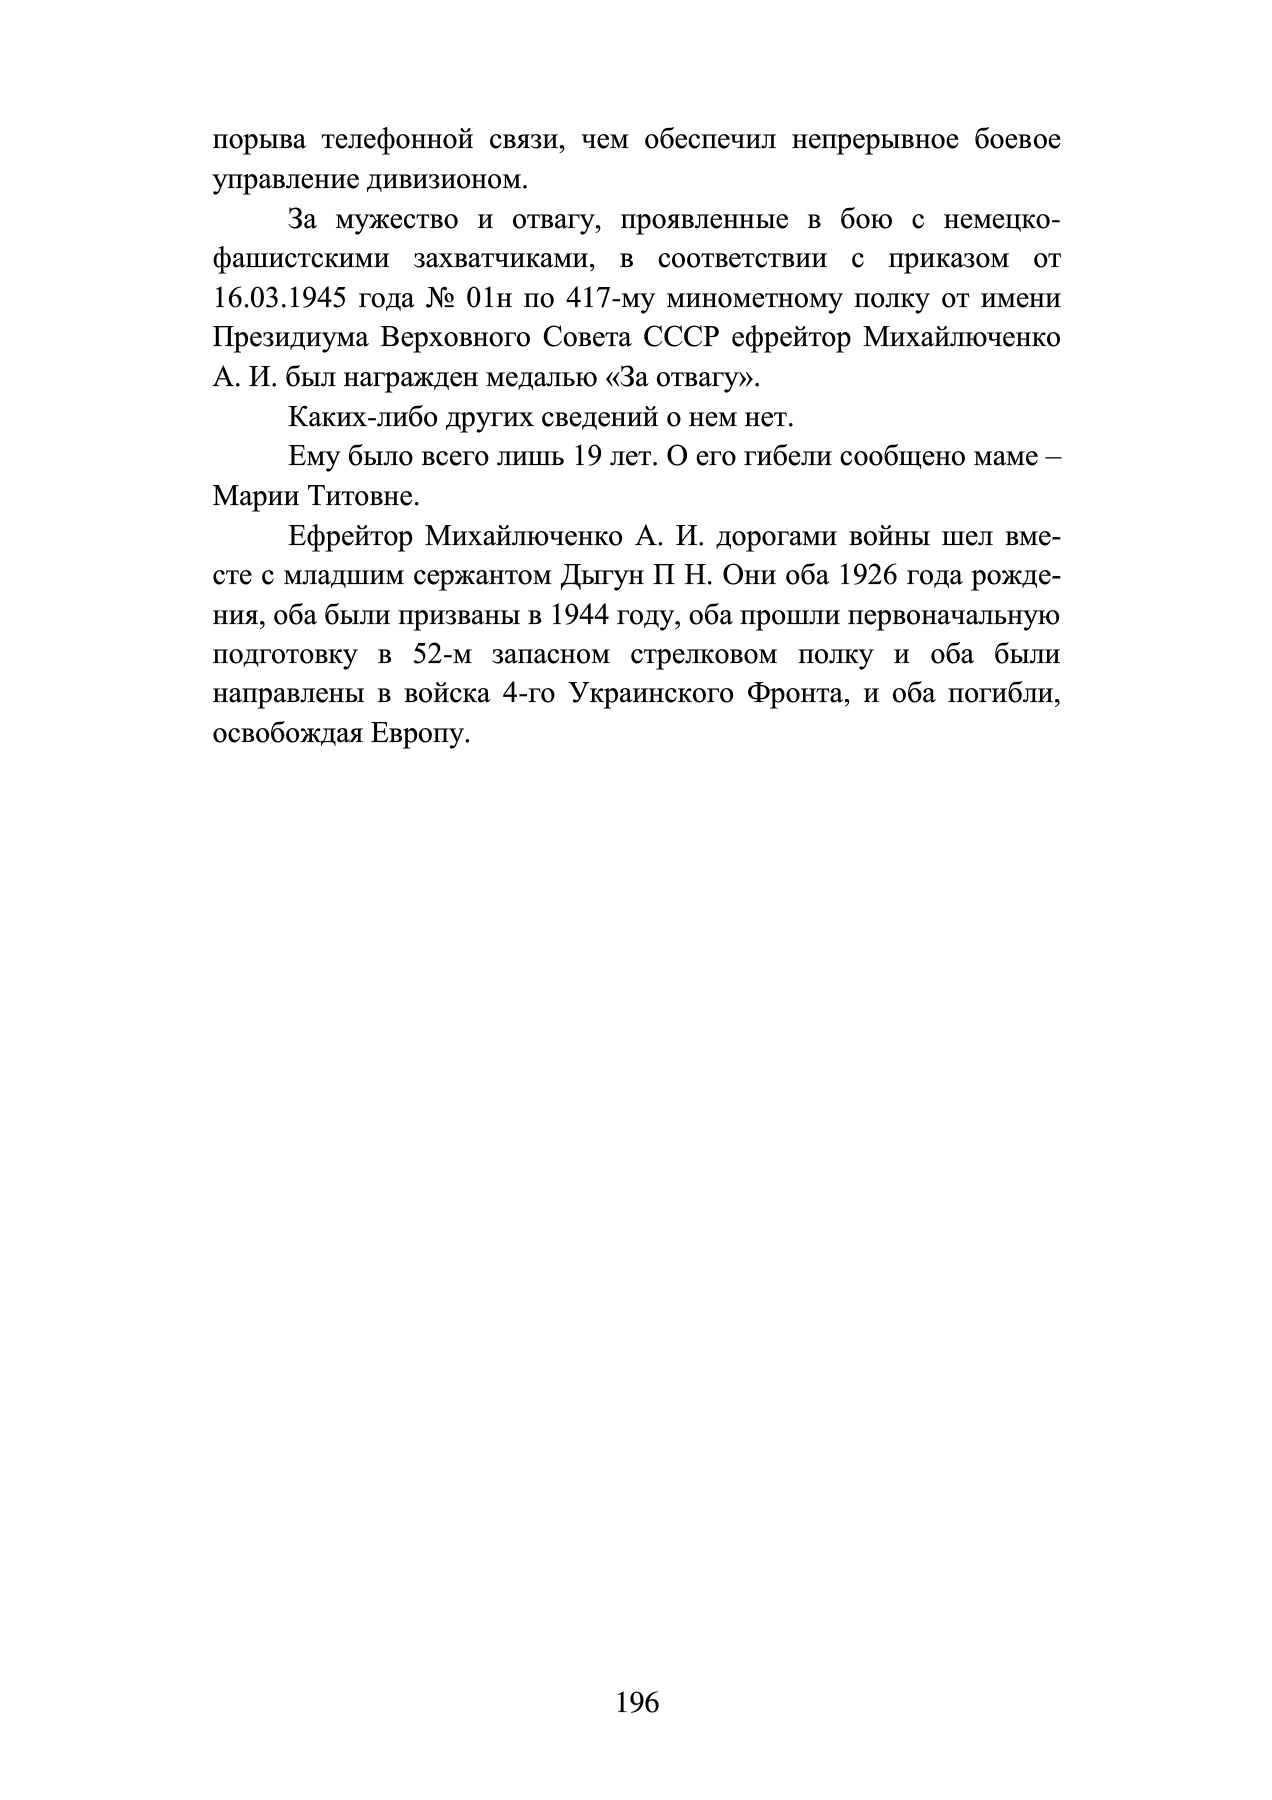 порыва телефонной связи, чем обеспечил непрерывное боевое
управление дивизионом.
За мужество и отвагу, проявленные в бою с немецко-
фашистскими захватчиками, в соответствии с приказом от
16.03.1945 года № 01н по 417-му минометному полку от имени
Президиума Верховного Совета СССР ефрейтор Михайлюченко
А. И. был награжден медалью «За отвагу».
Каких-либо других сведений о нем нет.
Ему было всего лишь 19 лет. О его гибели сообщено маме –
Марии Титовне.
Ефрейтор Михайлюченко А. И. дорогами войны шел вме-
сте с младшим сержантом Дыгун П Н. Они оба 1926 года рожде-
ния, оба были призваны в 1944 году, оба прошли первоначальную
подготовку в 52-м запасном стрелковом полку и оба были
направлены в войска 4-го Украинского Фронта, и оба погибли,
освобождая Европу.
196